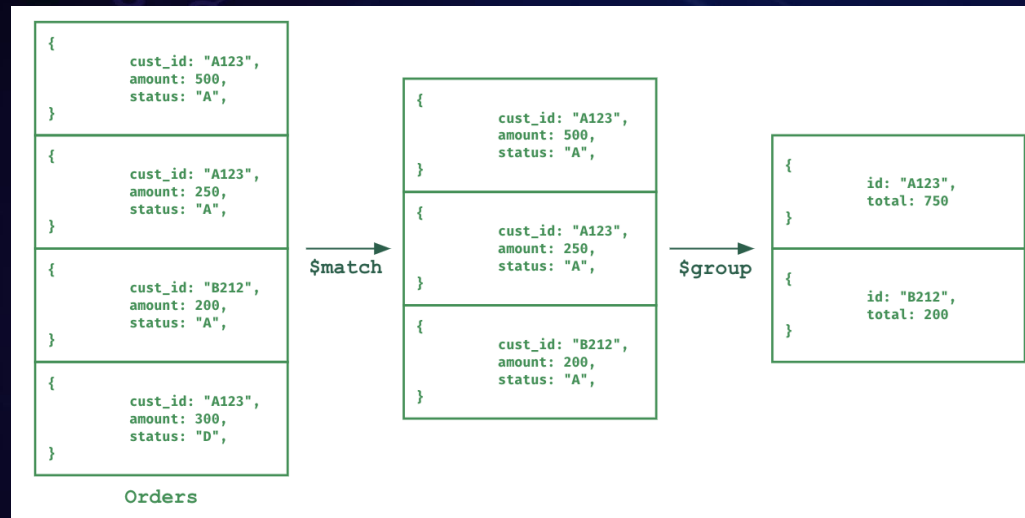 {
cust_id: "A123",
amount: 500,
status: "A",
}
{
cust_id: "A123",
amount: 250,
status: "A",
}
{
cust_id: "B212",
amount: 200,
status: "A",
}
{
cust_id: "A123",
amount: 300,
status: "D",
}
Orders
$match
{
cust_id: "A123",
amount: 500,
status: "A",
}
{
cust_id: "A123",
amount: 250,
status: "A",
}
{
cust_id: "B212",
amount: 200,
status: "A",
}
$group
{
id: "A123",
total: 750
}
{
id: "B212",
total: 200
}